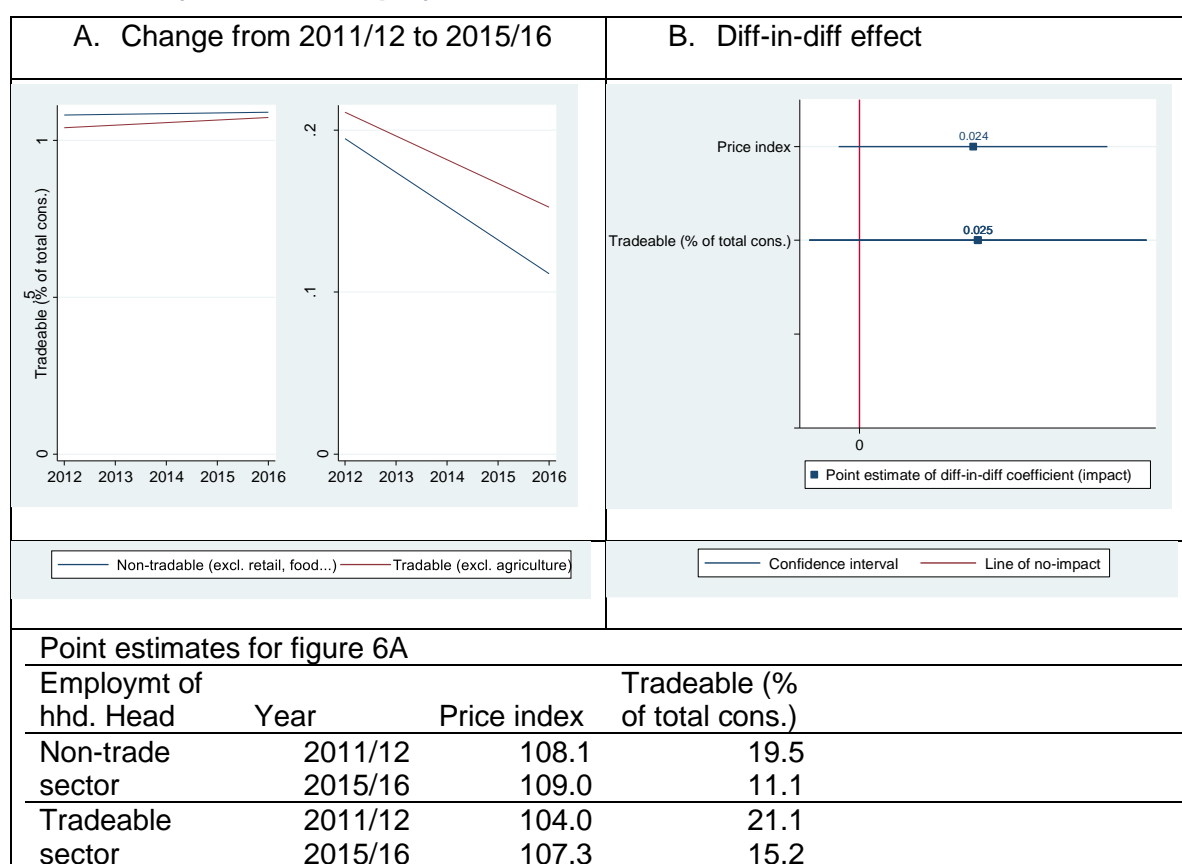 A. Change from 2011/12 to 2015/16
B. Diff-in-diff effect
Tradeable (% of total cons.)
0
.5
1
2012 2013 2014 2015 2016
0
.1
.2
2012 2013 2014 2015 2016
Price index
0.024
Tradeable (% of total cons.)
0.025
0
Point estimate of diff-in-diff coefficient (impact)
Non-tradable (excl. retail, food...) Tradable (excl. agriculture)
Confidence interval Line of no-impact
Point estimates for figure 6A
Employmt of Tradeable (%
hhd. Head Year Price index of total cons.)
Non-trade 2011/12 108.1 19.5
sector 2015/16 109.0 11.1
Tradeable 2011/12 104.0 21.1
sector 2015/16 107.3 15.2